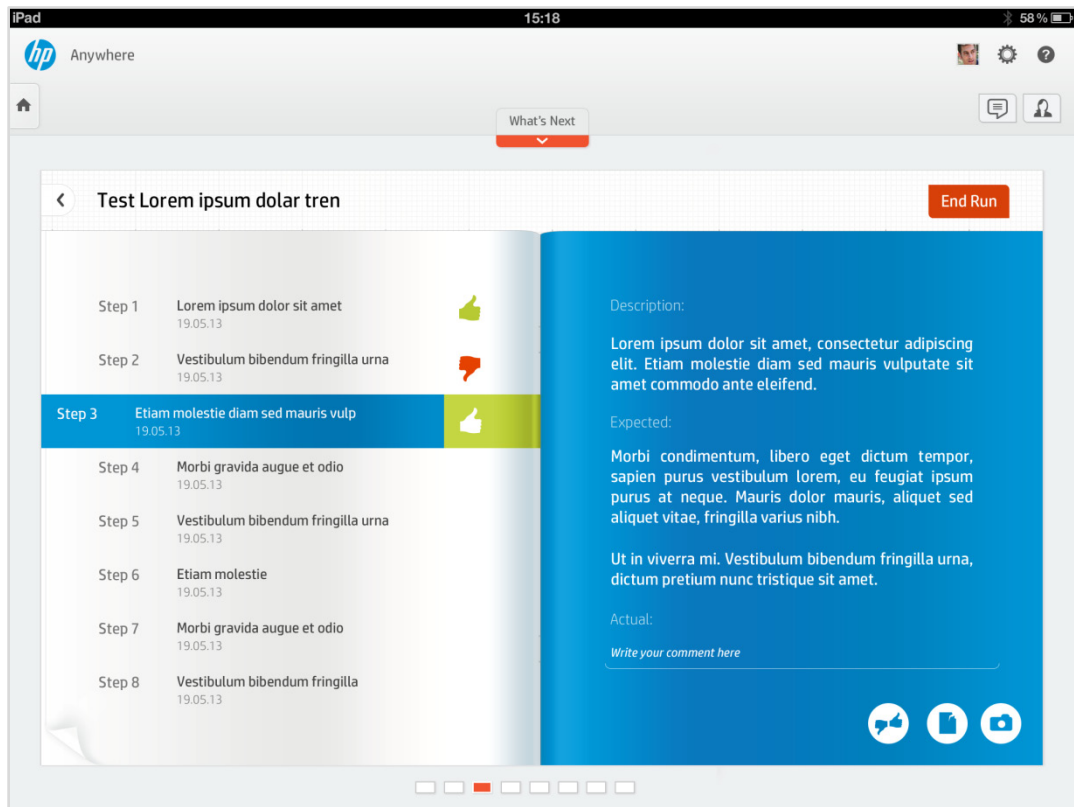 iPad
15:18
58 %
hp
Anywhere
What's Next
Test Lorem ipsum dolar tren
End Run
Step 1
Lorem ipsum dolor sit amet
19.05.13
Step 2
Vestibulum bibendum fringilla urna
19.05.13
Step 3
Etiam molestie diam sed mauris vulp
19.05.13
Step 4
Morbi gravida augue et odio
19.05.13
Step 5
Vestibulum bibendum fringilla urna
19.05.13
Step 6
Etiam molestie
19.05.13
Step 7
Morbi gravida augue et odio
19.05.13
Step 8
Vestibulum bibendum fringilla
19.05.13
Description:
Lorem ipsum dolor sit amet, consectetur adipiscing
elit. Etiam molestie diam sed mauris vulputate sit
amet commodo ante eleifend.
Expected:
Morbi condimentum, libero eget dictum tempor,
sapien purus vestibulum lorem, eu feugiat ipsum
purus at neque. Mauris dolor mauris, aliquet sed
aliquet vitae, fringilla varius nibh.
Ut in viverra mi. Vestibulum bibendum fringilla urna,
dictum pretium nunc tristique sit amet.
Actual:
Write your comment here